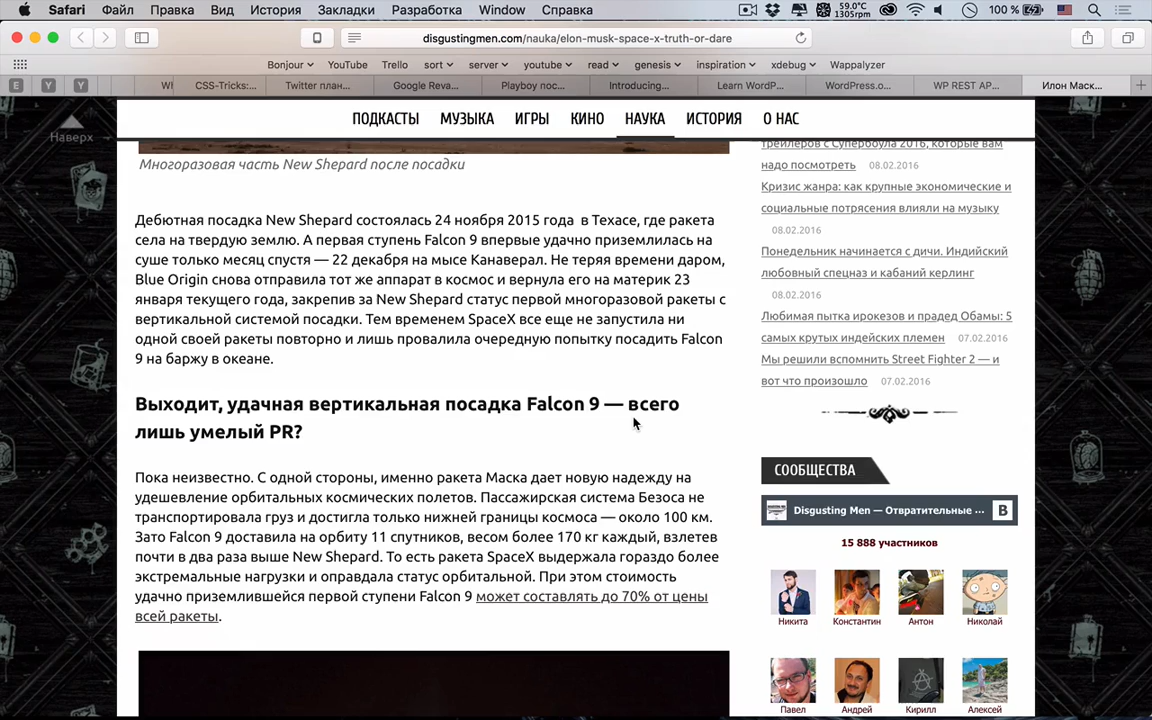 Safari Файл Правка Вид История Закладки Разработка Window Справка 59.0°C 1305rpm 100 %
disgustingmen.com/nauka/elon-musk-space-x-truth-or-dare
Bonjour YouTube Trello sort server youtube read genesis inspiration xdebug Wappalyzer
E Y Y WI CSS-Tricks:... Twitter план... Google Reva... Playboy пос... Introducing... Learn WordP... WordPress.o... WP REST AP... Илон Маск...
ПОДКАСТЫ МУЗЫКА ИГРЫ КИНО НАУКА ИСТОРИЯ О НАС
Наверх
Многоразовая часть New Shepard после посадки
Дебютная посадка New Shepard состоялась 24 ноября 2015 года в Техасе, где ракета
села на твердую землю. А первая ступень Falcon 9 впервые удачно приземлилась на
суше только месяц спустя — 22 декабря на мысе Канаверал. Не теряя времени даром,
Blue Origin снова отправила тот же аппарат в космос и вернула его на материк 23
января текущего года, закрепив за New Shepard статус первой многоразовой ракеты с
вертикальной системой посадки. Тем временем SpaceX все еще не запустила ни
одной своей ракеты повторно и лишь провалила очередную попытку посадить Falcon
9 на баржу в океане.
Выходит, удачная вертикальная посадка Falcon 9 — всего
лишь умелый PR?
Пока неизвестно. С одной стороны, именно ракета Маска дает новую надежду на
удешевление орбитальных космических полетов. Пассажирская система Безоса не
транспортировала груз и достигла только нижней границы космоса — около 100 км.
Зато Falcon 9 доставила на орбиту 11 спутников, весом более 170 кг каждый, взлетев
почти в два раза выше New Shepard. То есть ракета SpaceX выдержала гораздо более
экстремальные нагрузки и оправдала статус орбитальной. При этом стоимость
удачно приземлившейся первой ступени Falcon 9 может составлять до 70% от цены
всей ракеты.
трейлеров с Супербоула 2016, которые вам
надо посмотреть 08.02.2016
Кризис жанра: как крупные экономические и
социальные потрясения влияли на музыку
08.02.2016
Понедельник начинается с дичи. Индийский
любовный спецназ и кабаний керлинг
08.02.2016
Любимая пытка ирокезов и прадед Обамы: 5
самых крутых индейских племен 07.02.2016
Мы решили вспомнить Street Fighter 2 — и
вот что произошло 07.02.2016
СООБЩЕСТВА
Disgusting Men — Отвратительные ... B
15 888 участников
Никита Константин Антон Николай
Павел Андрей Кирилл Алексей